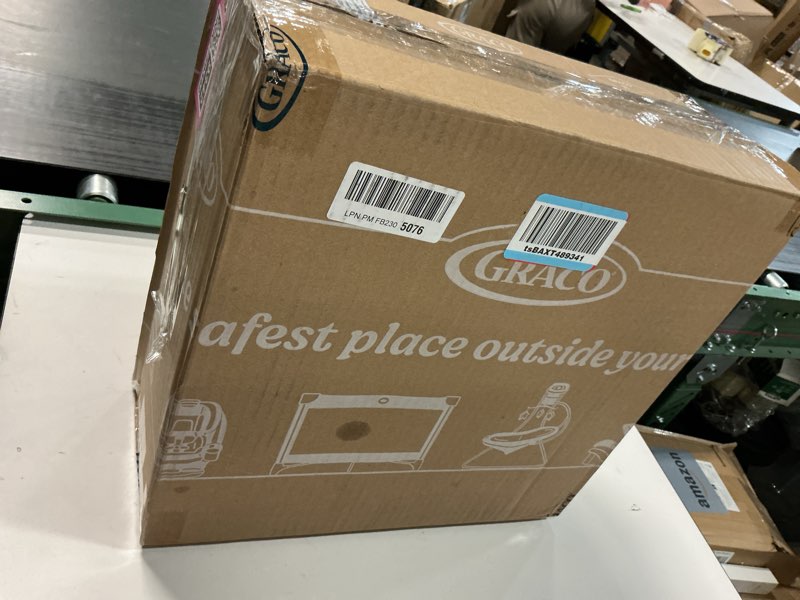 GRACO
LPN PM FB230 5076
tsBAXT489341
GRACO
afest place outside your
amazon